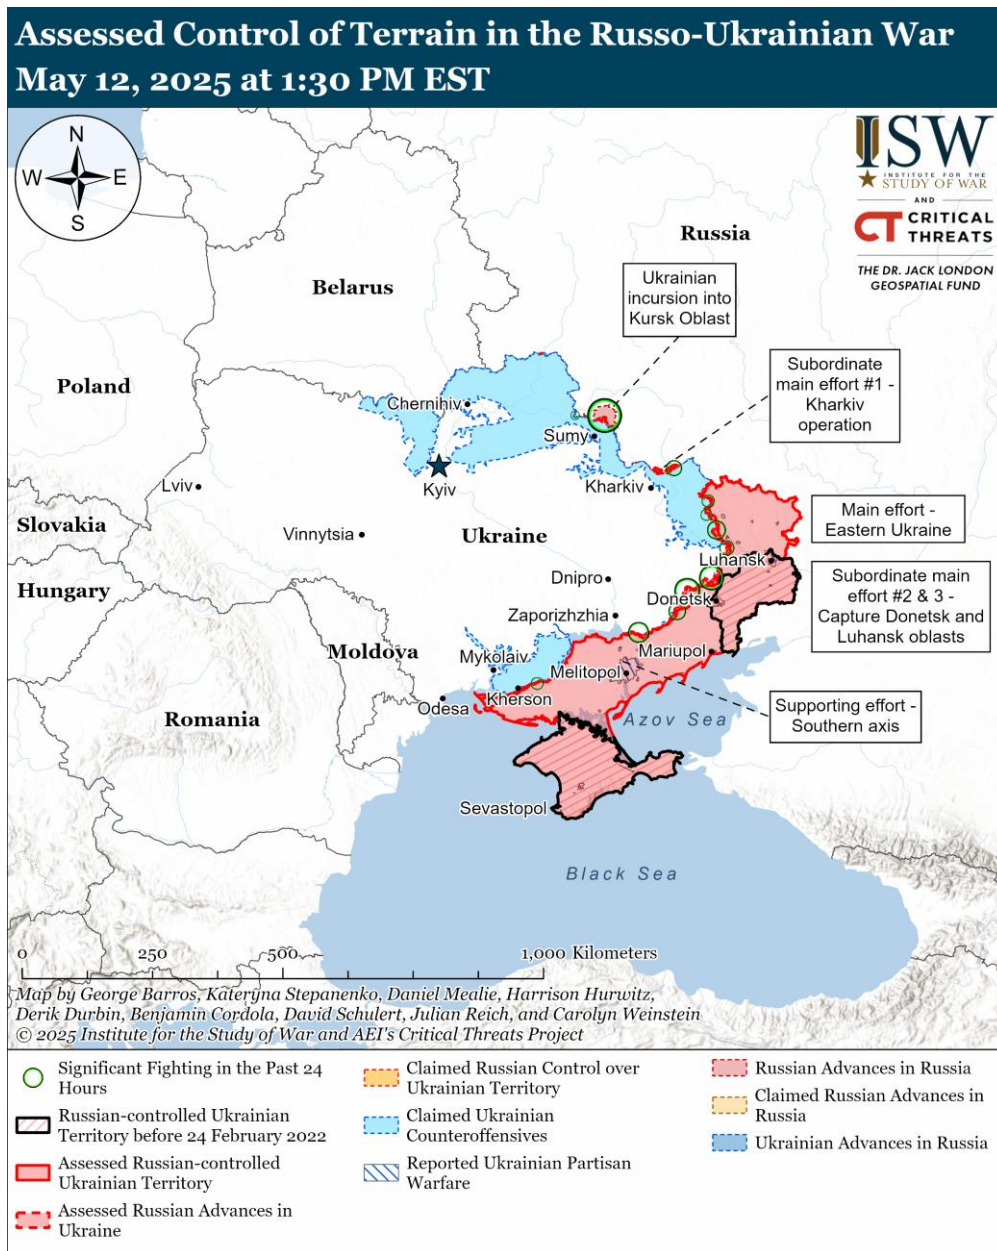 Assessed Control of Terrain in the Russo-Ukrainian War
May 12, 2025 at 1:30 PM EST
N
W
E
S
ISW
INSTITUTE FOR THE
STUDY OF WAR
AND
CT CRITICAL
THREATS
THE DR. JACK LONDON
GEOSPATIAL FUND
Russia
Belarus
Poland
Ukrainian
incursion into
Kursk Oblast
Subordinate
main effort #1 -
Kharkiv
operation
Chernihiv
Sumy
Kyiv
Lviv
Kharkiv
Slovakia
Vinnytsia
Ukraine
Main effort -
Eastern Ukraine
Luhansk
Hungary
Dnipro
Donetsk
Subordinate main
effort #2 & 3 -
Capture Donetsk and
Luhansk oblasts
Zaporizhzhia
Moldova
Mykolaiv
Mariupol
Melitopol
Kherson
Odesa
Romania
Azov Sea
Supporting effort -
Southern axis
Sevastopol
Black Sea
0
250
500
1,000 Kilometers
Map by George Barros, Kateryna Stepanenko, Daniel Mealie, Harrison Hurwitz,
Derik Durbin, Benjamin Cordola, David Schulert, Julian Reich, and Carolyn Weinstein
© 2025 Institute for the Study of War and AEI's Critical Threats Project
Significant Fighting in the Past 24
Hours
Russian-controlled Ukrainian
Territory before 24 February 2022
Assessed Russian-controlled
Ukrainian Territory
Assessed Russian Advances in
Ukraine
Claimed Russian Control over
Ukrainian Territory
Claimed Ukrainian
Counteroffensives
Reported Ukrainian Partisan
Warfare
Russian Advances in Russia
Claimed Russian Advances in
Russia
Ukrainian Advances in Russia